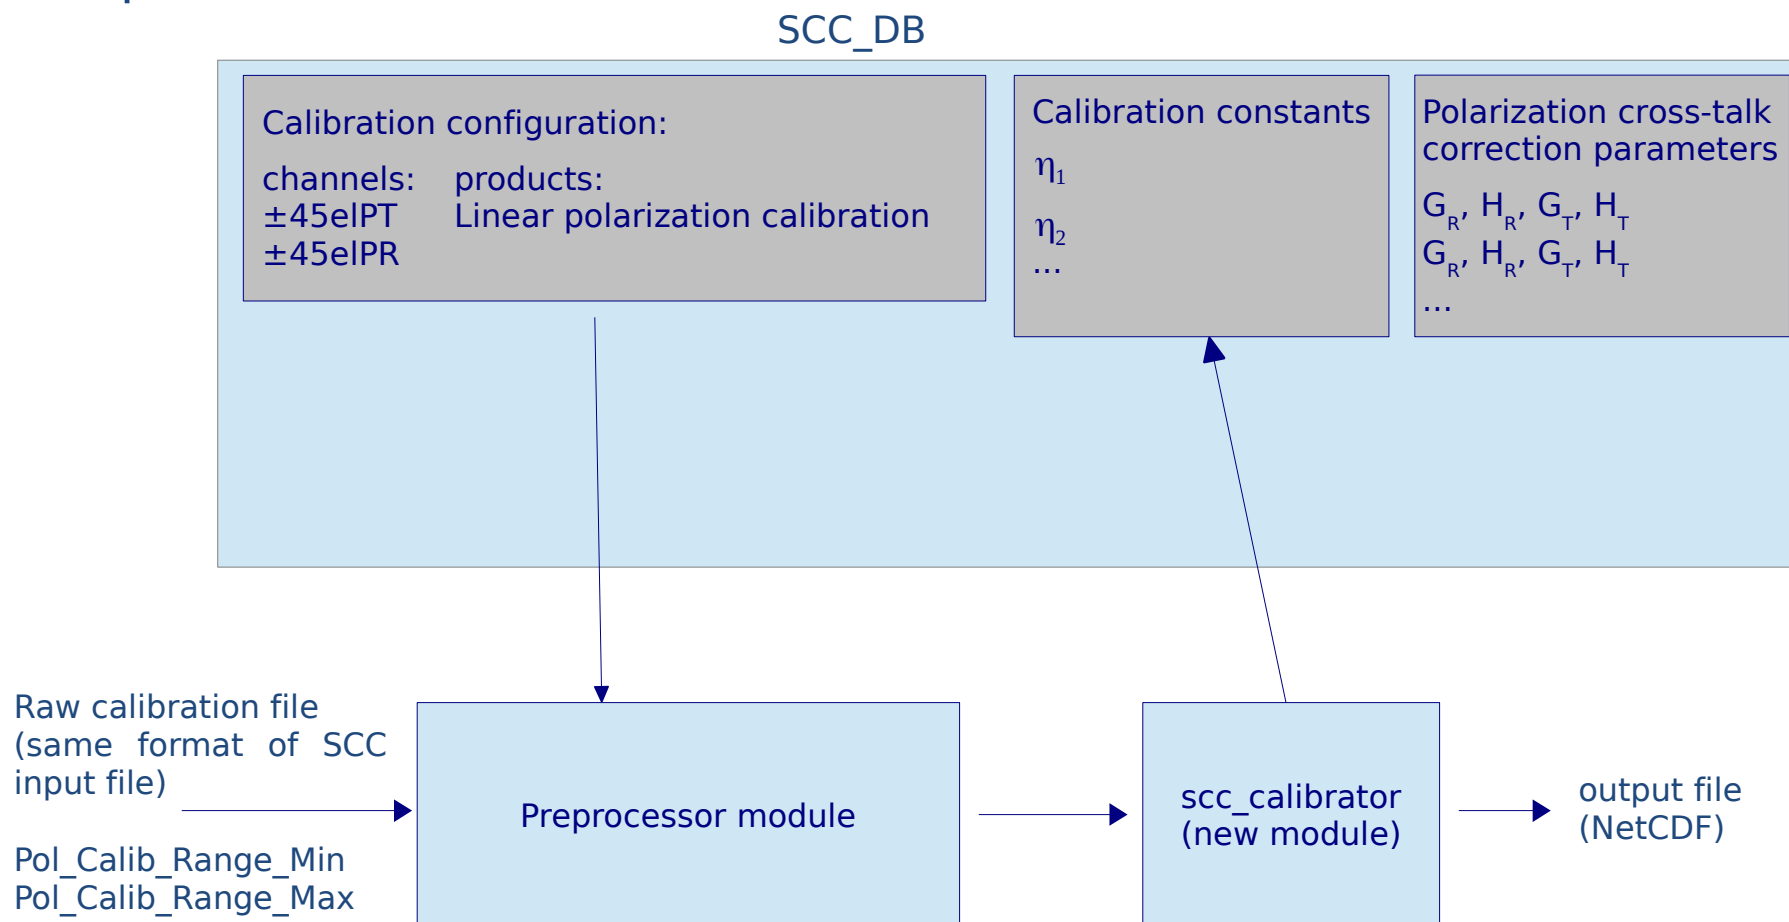 SCC_DB
Calibration configuration:
channels: products:
±45elPT Linear polarization calibration
±45elPR
Calibration constants
η1
η2
...
Polarization cross-talk
correction parameters
GR, HR, GT, HT
GR, HR, GT, HT
...
Raw calibration file
(same format of SCC
input file)
Pol_Calib_Range_Min
Pol_Calib_Range_Max
Preprocessor module
scc_calibrator
(new module)
output file
(NetCDF)